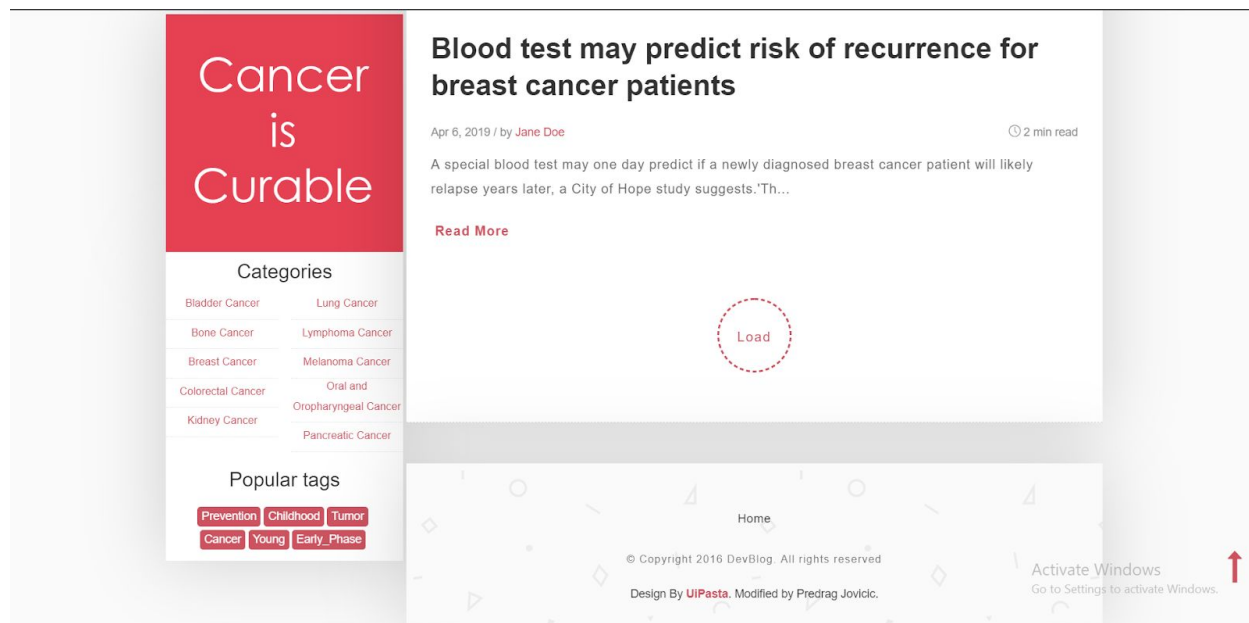 Cancer
is
Curable
Categories
Bladder Cancer
Lung Cancer
Bone Cancer
Lymphoma Cancer
Breast Cancer
Melanoma Cancer
Colorectal Cancer
Oral and
Oropharyngeal Cancer
Kidney Cancer
Pancreatic Cancer
Popular tags
Prevention Childhood Tumor
Cancer Young Early_Phase
Blood test may predict risk of recurrence for
breast cancer patients
Apr 6, 2019 / by Jane Doe
2 min read
A special blood test may one day predict if a newly diagnosed breast cancer patient will likely
relapse years later, a City of Hope study suggests.'Th...
Read More
Load
Home
© Copyright 2016 DevBlog. All rights reserved
Design By UiPasta. Modified by Predrag Jovicic.
Activate Windows
Go to Settings to activate Windows.